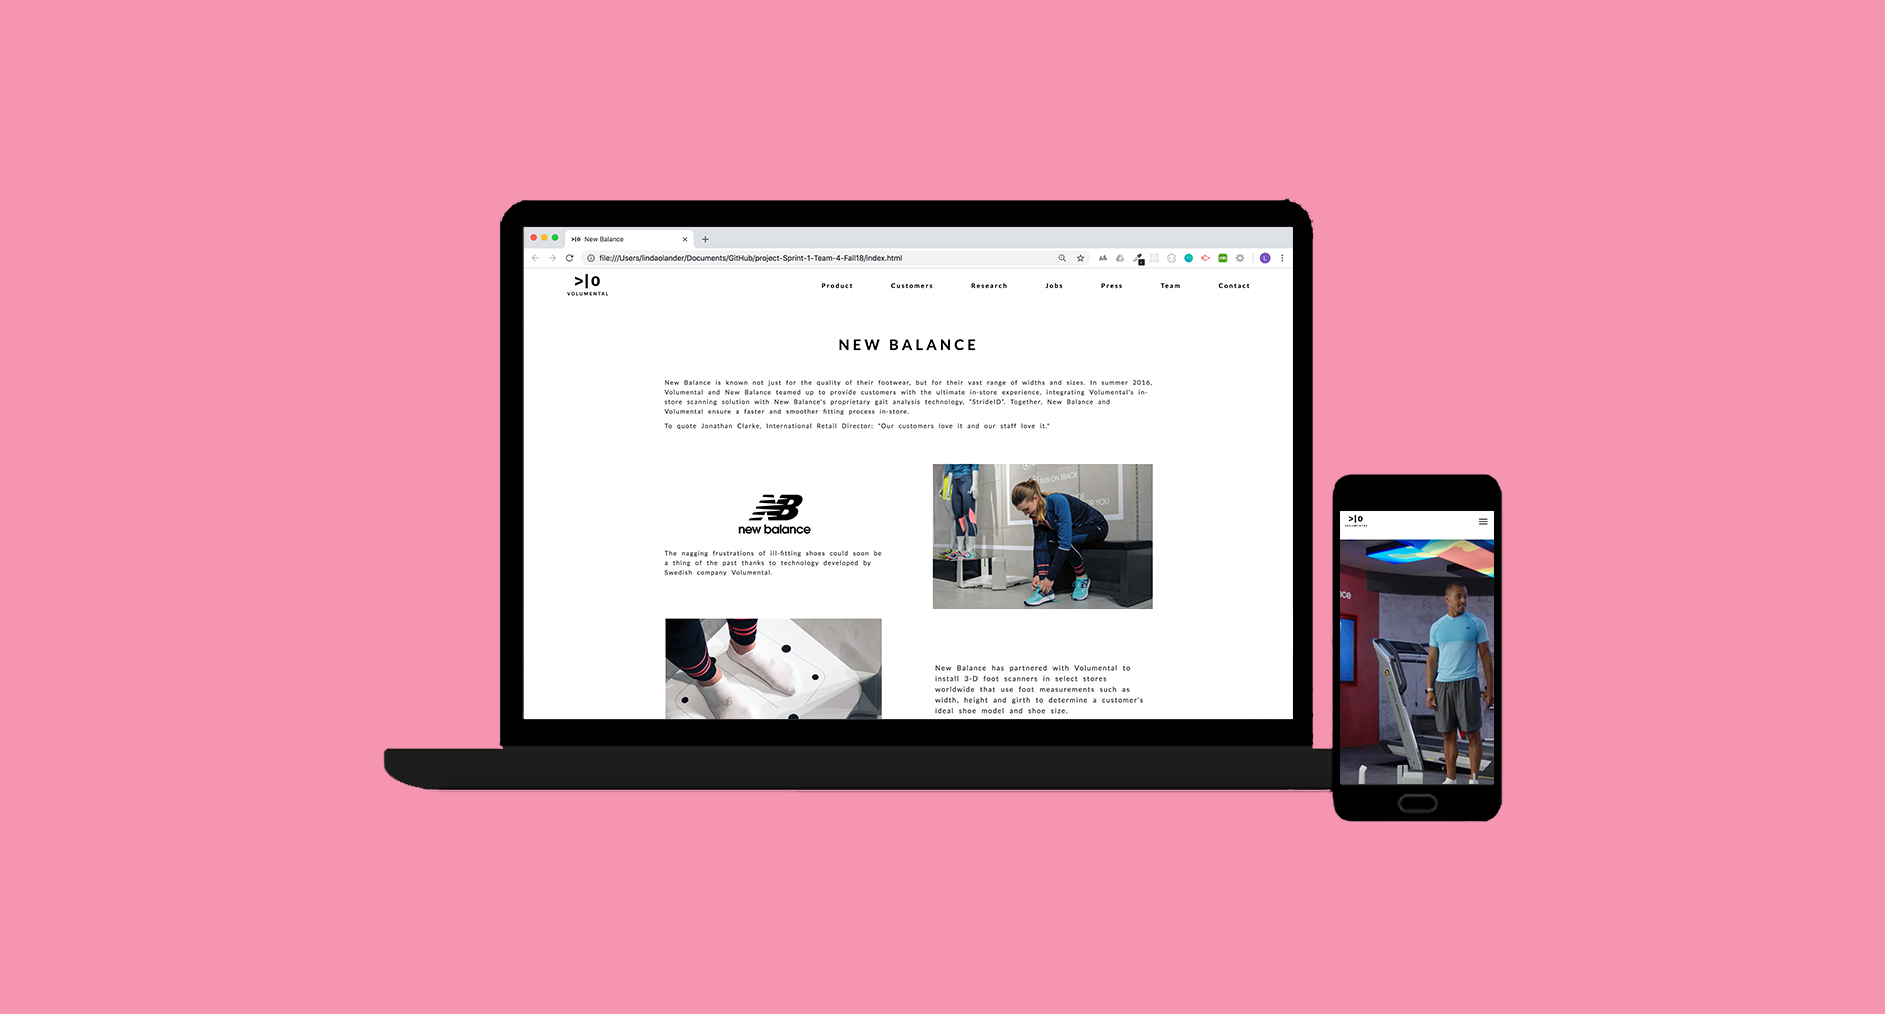 >|o New Balance
file:///Users/lindaolander/Documents/GitHub/project-Sprint-1-Team-4-Fall18/index.html
>|o
VOLUMENTAL
Product Customers Research Jobs Press Team Contact
NEW BALANCE
New Balance is known not just for the quality of their footwear, but for their vast range of widths and sizes. In summer 2016,
Volumental and New Balance teamed up to provide customers with the ultimate in-store experience, integrating Volumental's in-
store scanning solution with New Balance's proprietary gait analysis technology, "StrideID". Together, New Balance and
Volumental ensure a faster and smoother fitting process in-store.
To quote Jonathan Clarke, International Retail Director: "Our customers love it and our staff love it."
NB
new balance
The nagging frustrations of ill-fitting shoes could soon be
a thing of the past thanks to technology developed by
Swedish company Volumental.
RUN ON TRACK
FOR YOU
New Balance has partnered with Volumental to
install 3-D foot scanners in select stores
worldwide that use foot measurements such as
width, height and girth to determine a customer's
ideal shoe model and shoe size.
>|o
VOLUMENTAL